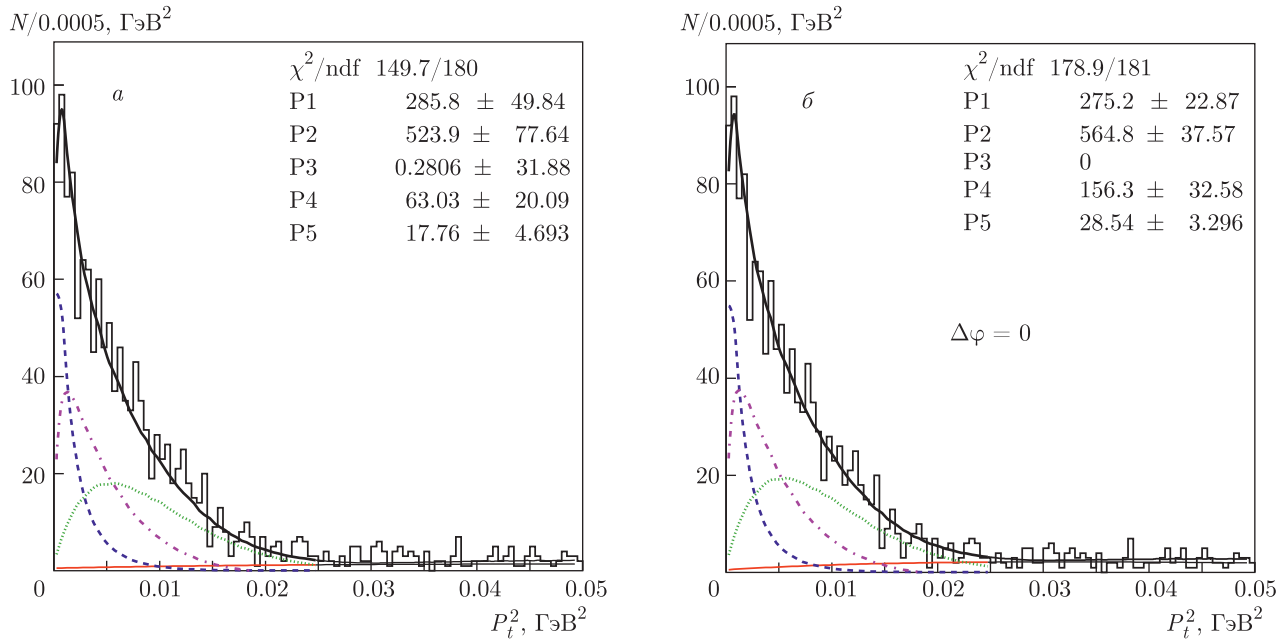 N/0.0005, ГэВ²
а
χ²/ndf 149.7/180
P1 285.8 ± 49.84
P2 523.9 ± 77.64
P3 0.2806 ± 31.88
P4 63.03 ± 20.09
P5 17.76 ± 4.693
100
80
60
40
20
0 0.01 0.02 0.03 0.04 0.05
P_t², ГэВ²
N/0.0005, ГэВ²
б
χ²/ndf 178.9/181
P1 275.2 ± 22.87
P2 564.8 ± 37.57
P3 0
P4 156.3 ± 32.58
P5 28.54 ± 3.296
Δφ = 0
100
80
60
40
20
0 0.01 0.02 0.03 0.04 0.05
P_t², ГэВ²